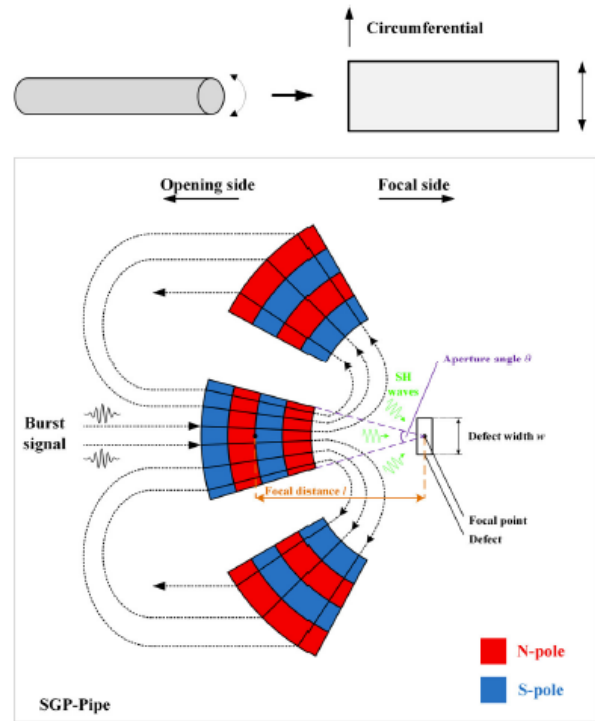 Circumferential
Opening side
Focal side
Aperture angle θ
SH
waves
Burst
signal
Defect width w
Focal distance l
Focal point
Defect
N-pole
S-pole
SGP-Pipe